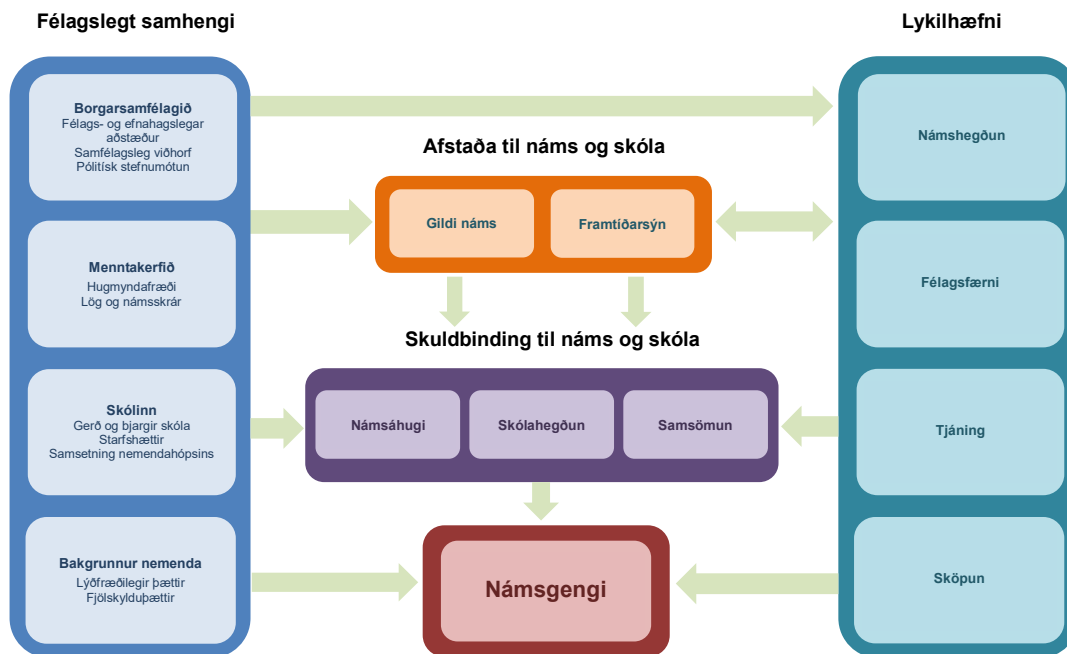 Félagslegt samhengi
Borgarsamfélagið
Félags- og efnahagslegar
aðstæður
Samfélagsleg viðhorf
Pólitísk stefnumótun
Menntakerfið
Hugmyndafræði
Lög og námsskrár
Skólinn
Gerð og bjargir skóla
Starfshættir
Samsetning nemendahópsins
Bakgrunnur nemenda
Lýðfræðilegir þættir
Fjölskylduþættir
Afstaða til náms og skóla
Gildi náms
Framtíðarsýn
Skuldbinding til náms og skóla
Námsáhugi
Skólahegðun
Samsömun
Námsgengi
Lykilhæfni
Námshegðun
Félagsfærni
Tjáning
Sköpun